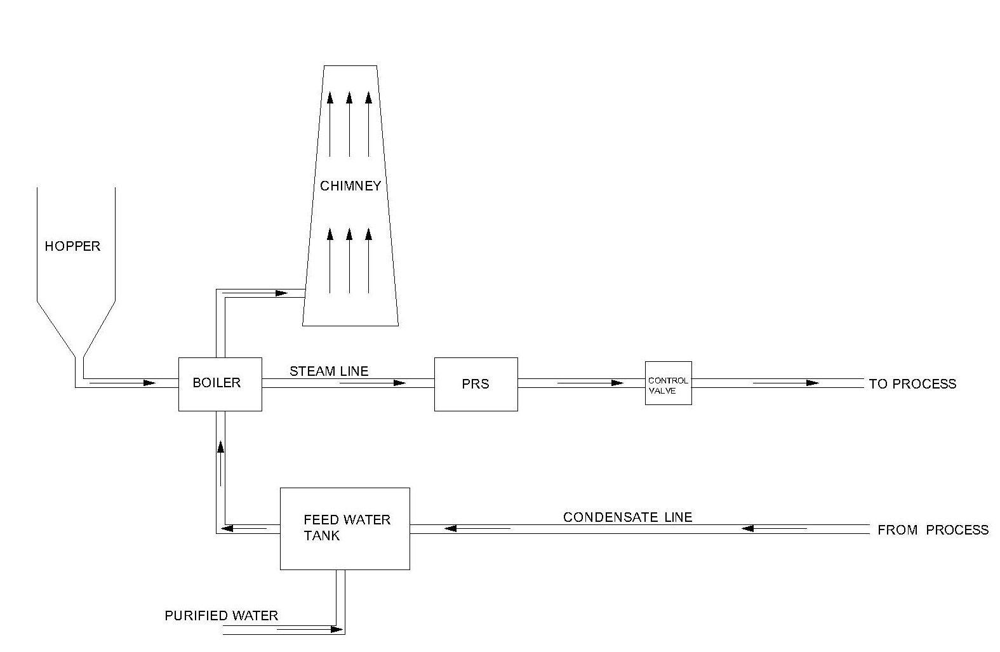 CHIMNEY
HOPPER
STEAM LINE
BOILER
PRS
CONTROL
VALVE
TO PROCESS
CONDENSATE LINE
FEED WATER
TANK
FROM PROCESS
PURIFIED WATER